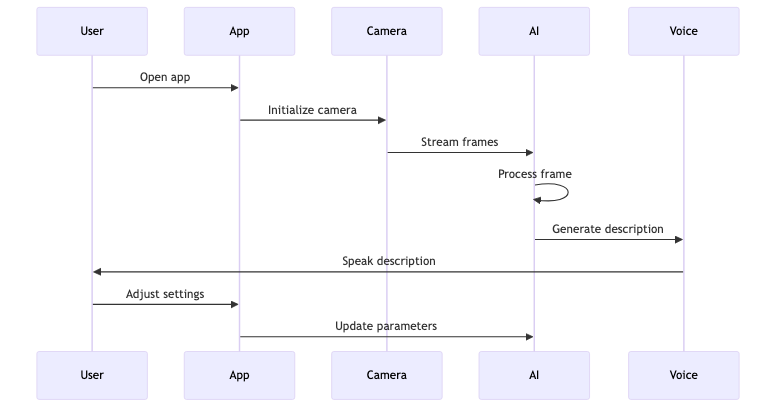 User
App
Camera
AI
Voice
Open app
Initialize camera
Stream frames
Process frame
Generate description
Speak description
Adjust settings
Update parameters
User
App
Camera
AI
Voice